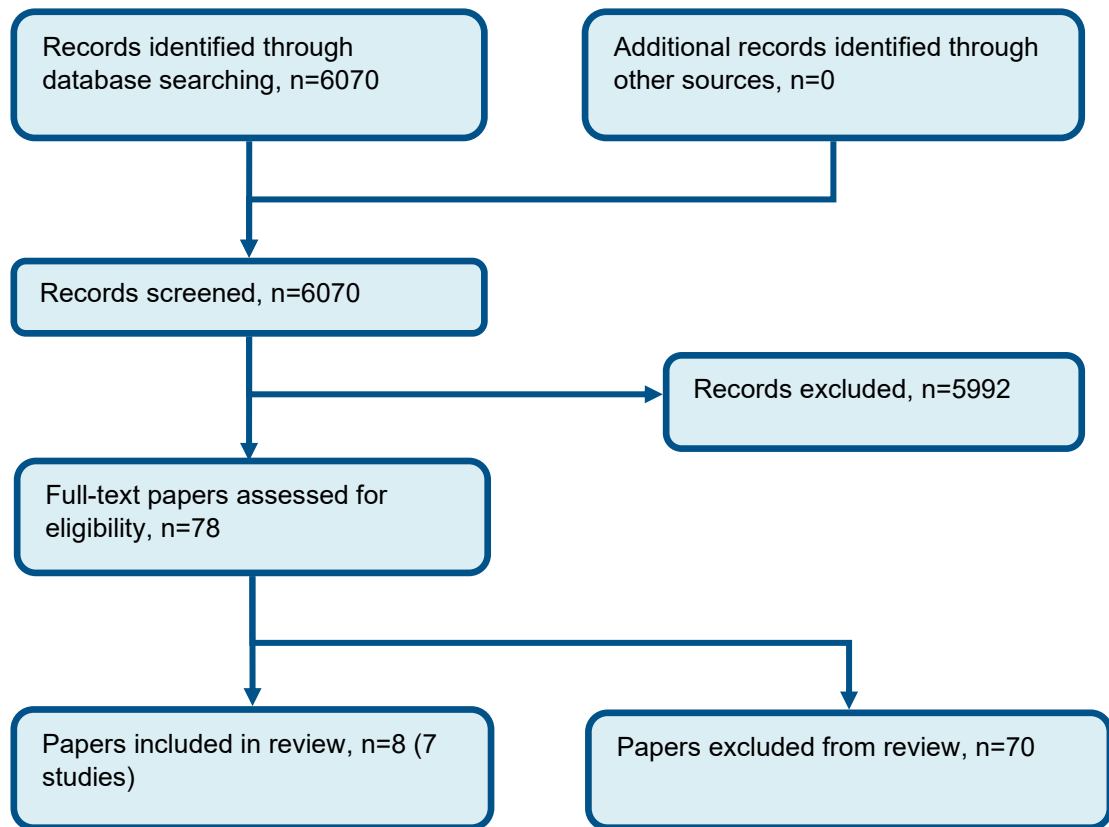 Records identified through
database searching, n=6070
Additional records identified through
other sources, n=0
Records screened, n=6070
Records excluded, n=5992
Full-text papers assessed for
eligibility, n=78
Papers included in review, n=8 (7
studies)
Papers excluded from review, n=70